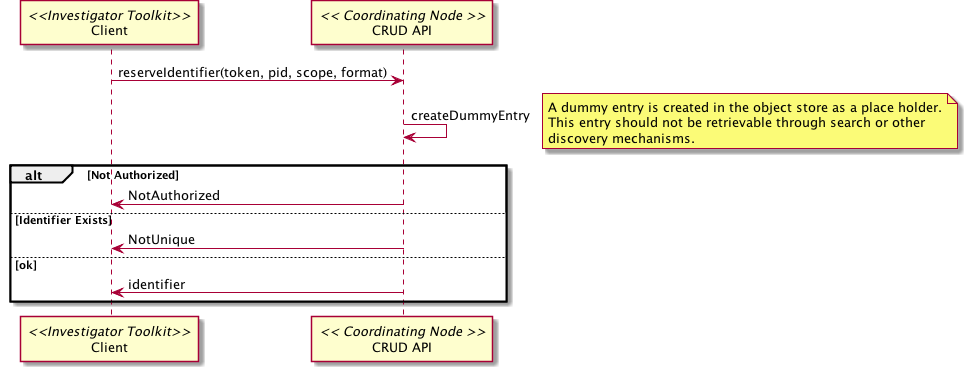 <<Investigator Toolkit>>
Client
<< Coordinating Node >>
CRUD API
reserveIdentifier(token, pid, scope, format)
createDummyEntry
A dummy entry is created in the object store as a place holder.
This entry should not be retrievable through search or other
discovery mechanisms.
alt
[Not Authorized]
NotAuthorized
[Identifier Exists]
NotUnique
[ok]
identifier
<<Investigator Toolkit>>
Client
<< Coordinating Node >>
CRUD API